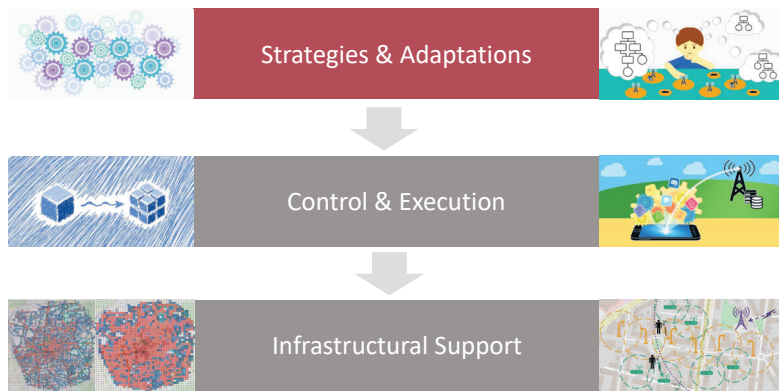 Strategies & Adaptations
Control & Execution
Infrastructural Support